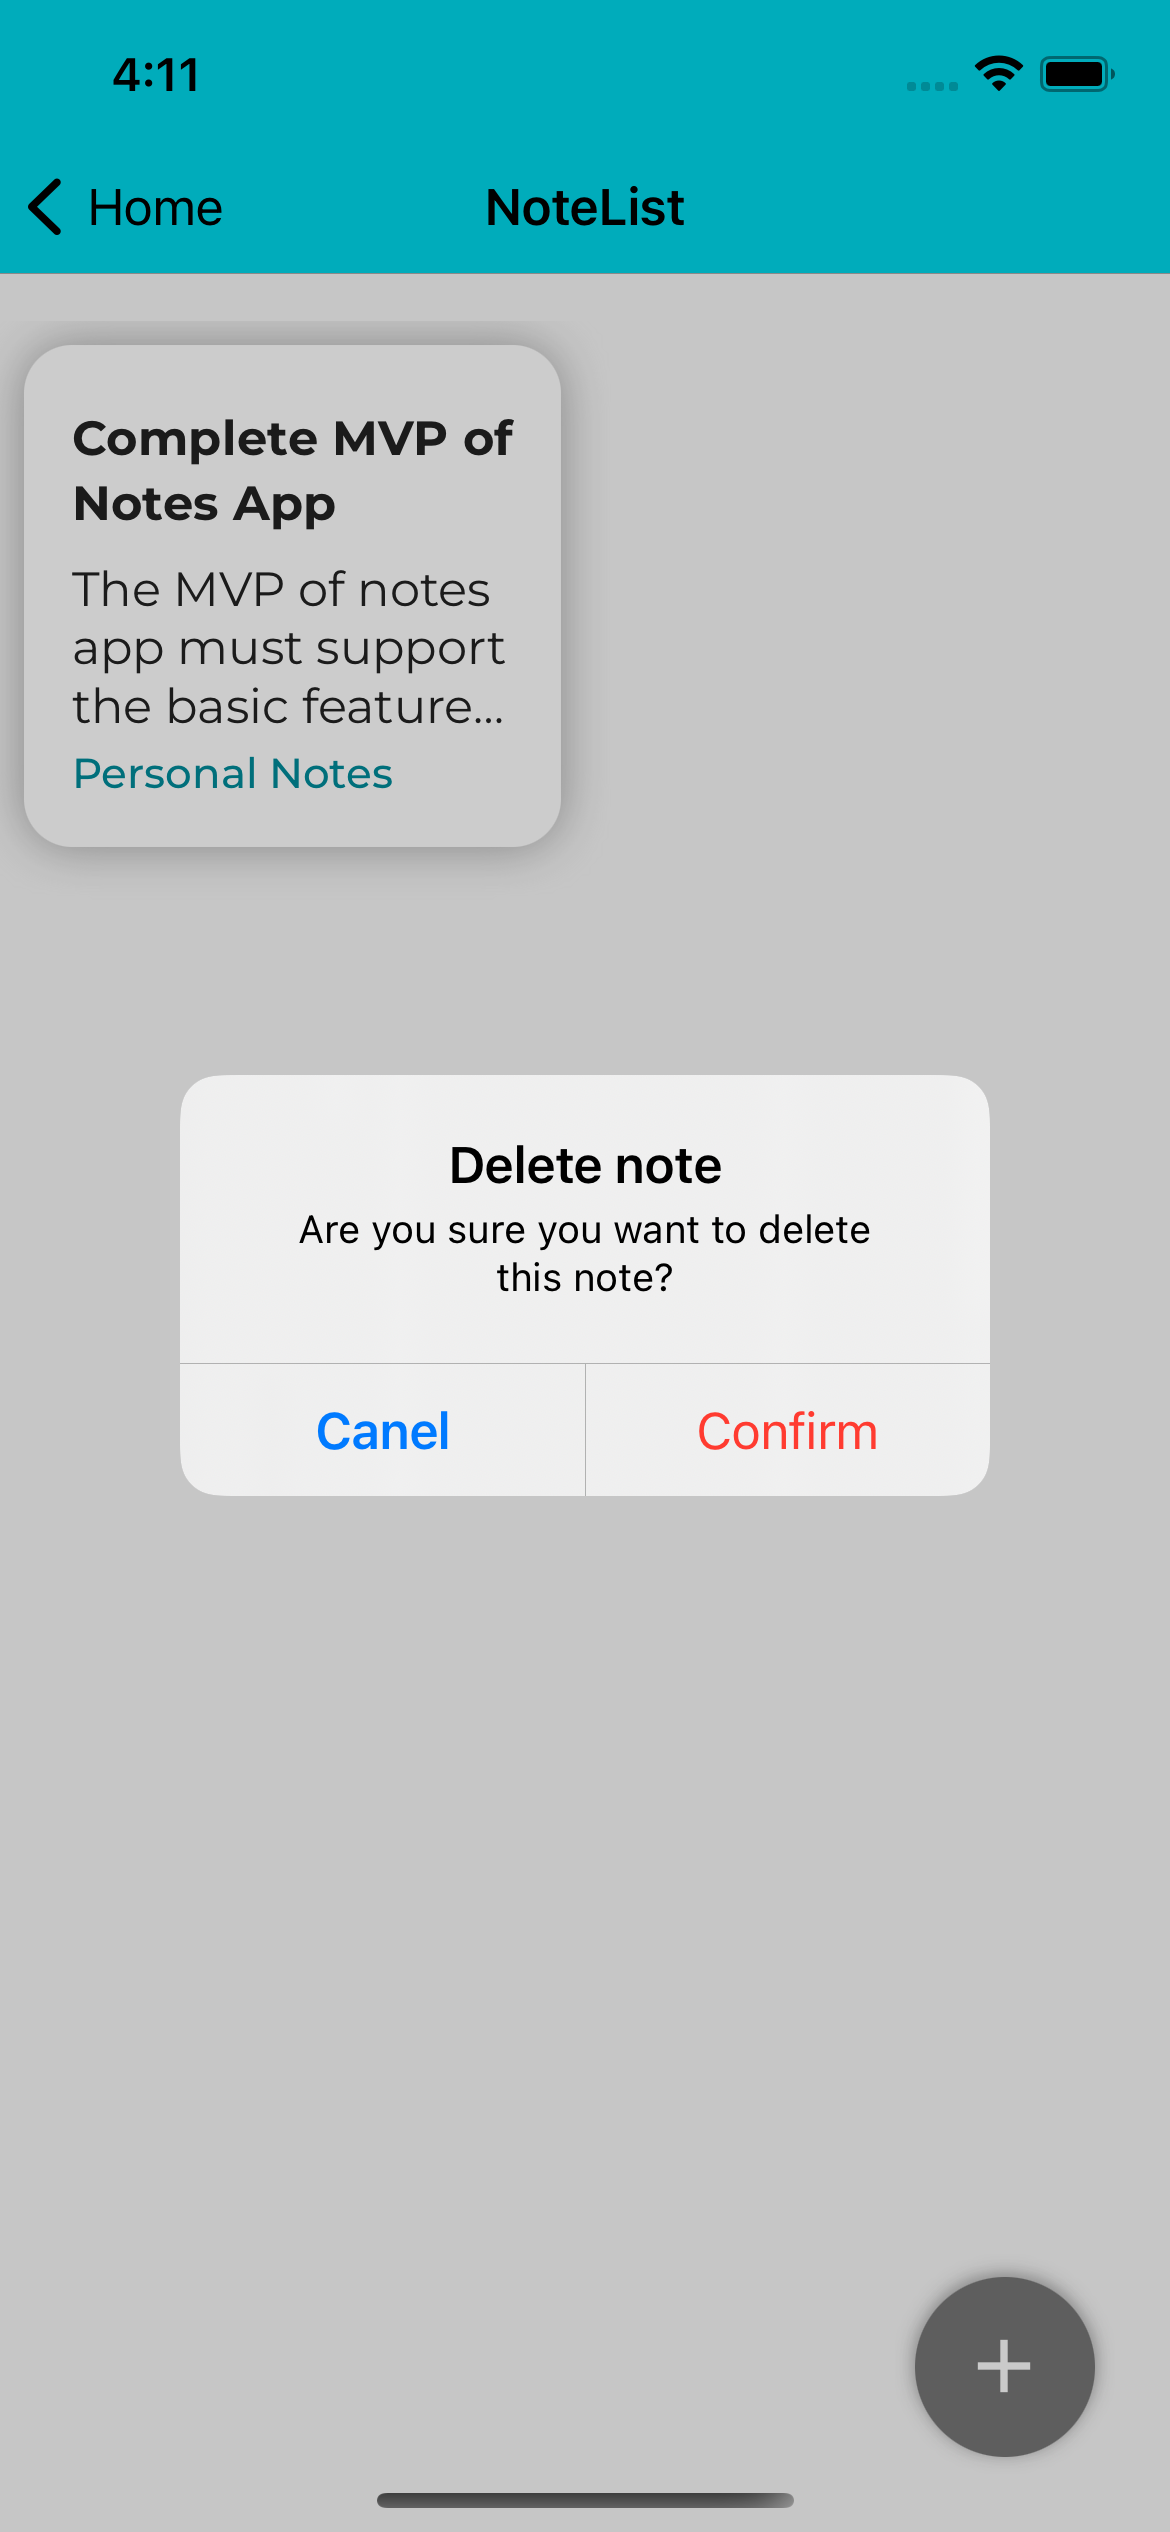 4:11
Home
NoteList
Complete MVP of
Notes App
The MVP of notes
app must support
the basic feature...
Personal Notes
Delete note
Are you sure you want to delete
this note?
Canel
Confirm
+